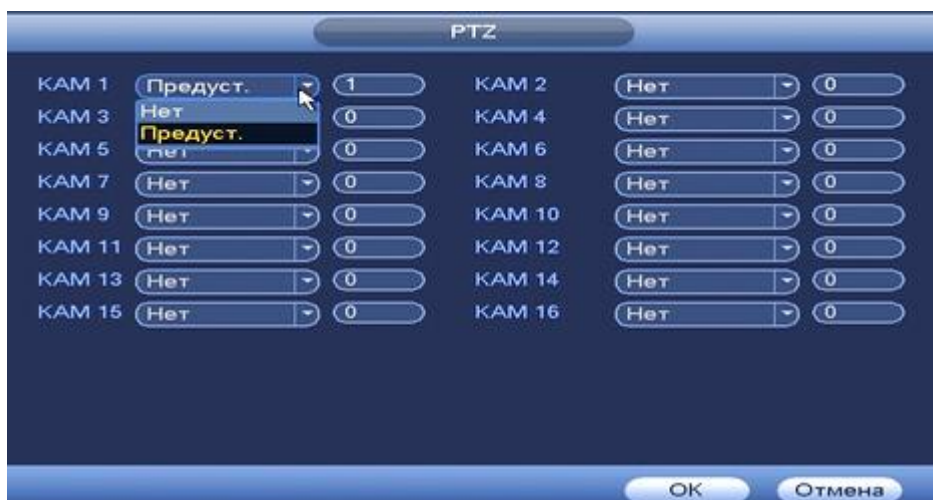 PTZ
КАМ 1 Предуст. 1 КАМ 2 Нет 0
КАМ 3 Нет 0 КАМ 4 Нет 0
Предуст.
КАМ 5 Нет 0 КАМ 6 Нет 0
КАМ 7 Нет 0 КАМ 8 Нет 0
КАМ 9 Нет 0 КАМ 10 Нет 0
КАМ 11 Нет 0 КАМ 12 Нет 0
КАМ 13 Нет 0 КАМ 14 Нет 0
КАМ 15 Нет 0 КАМ 16 Нет 0
OK Отмена